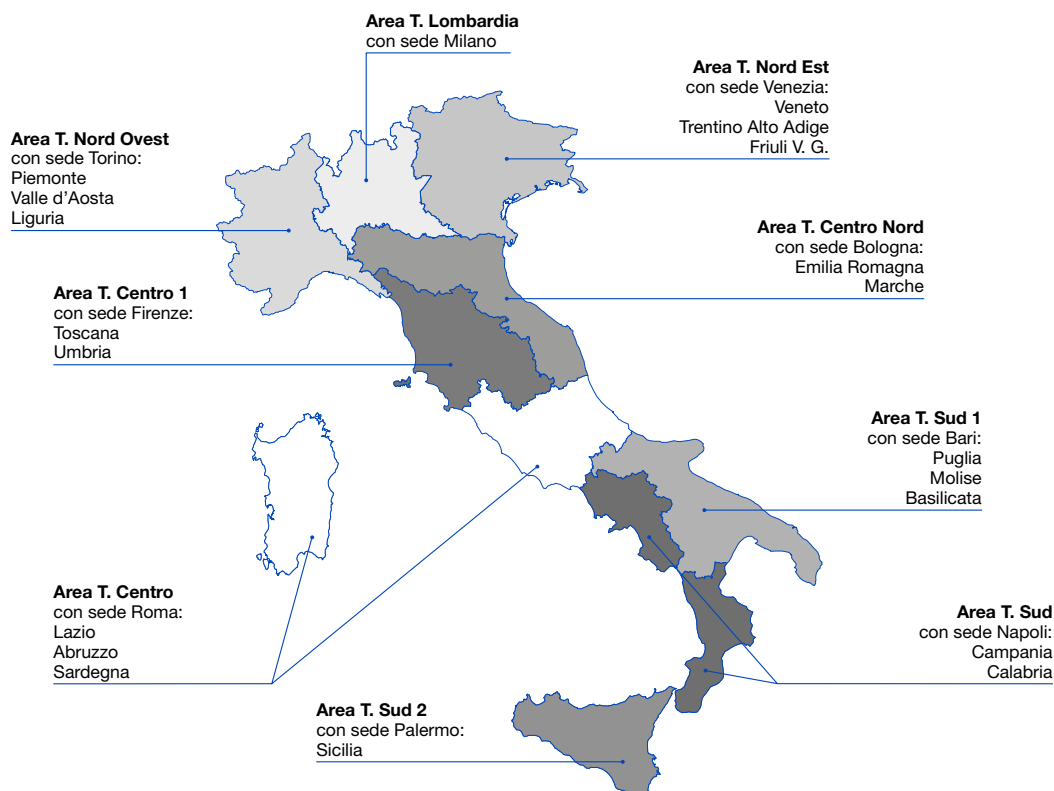 Area T. Lombardia
con sede Milano
Area T. Nord Est
con sede Venezia:
Veneto
Trentino Alto Adige
Friuli V. G.
Area T. Nord Ovest
con sede Torino:
Piemonte
Valle d’Aosta
Liguria
Area T. Centro Nord
con sede Bologna:
Emilia Romagna
Marche
Area T. Centro 1
con sede Firenze:
Toscana
Umbria
Area T. Sud 1
con sede Bari:
Puglia
Molise
Basilicata
Area T. Centro
con sede Roma:
Lazio
Abruzzo
Sardegna
Area T. Sud
con sede Napoli:
Campania
Calabria
Area T. Sud 2
con sede Palermo:
Sicilia